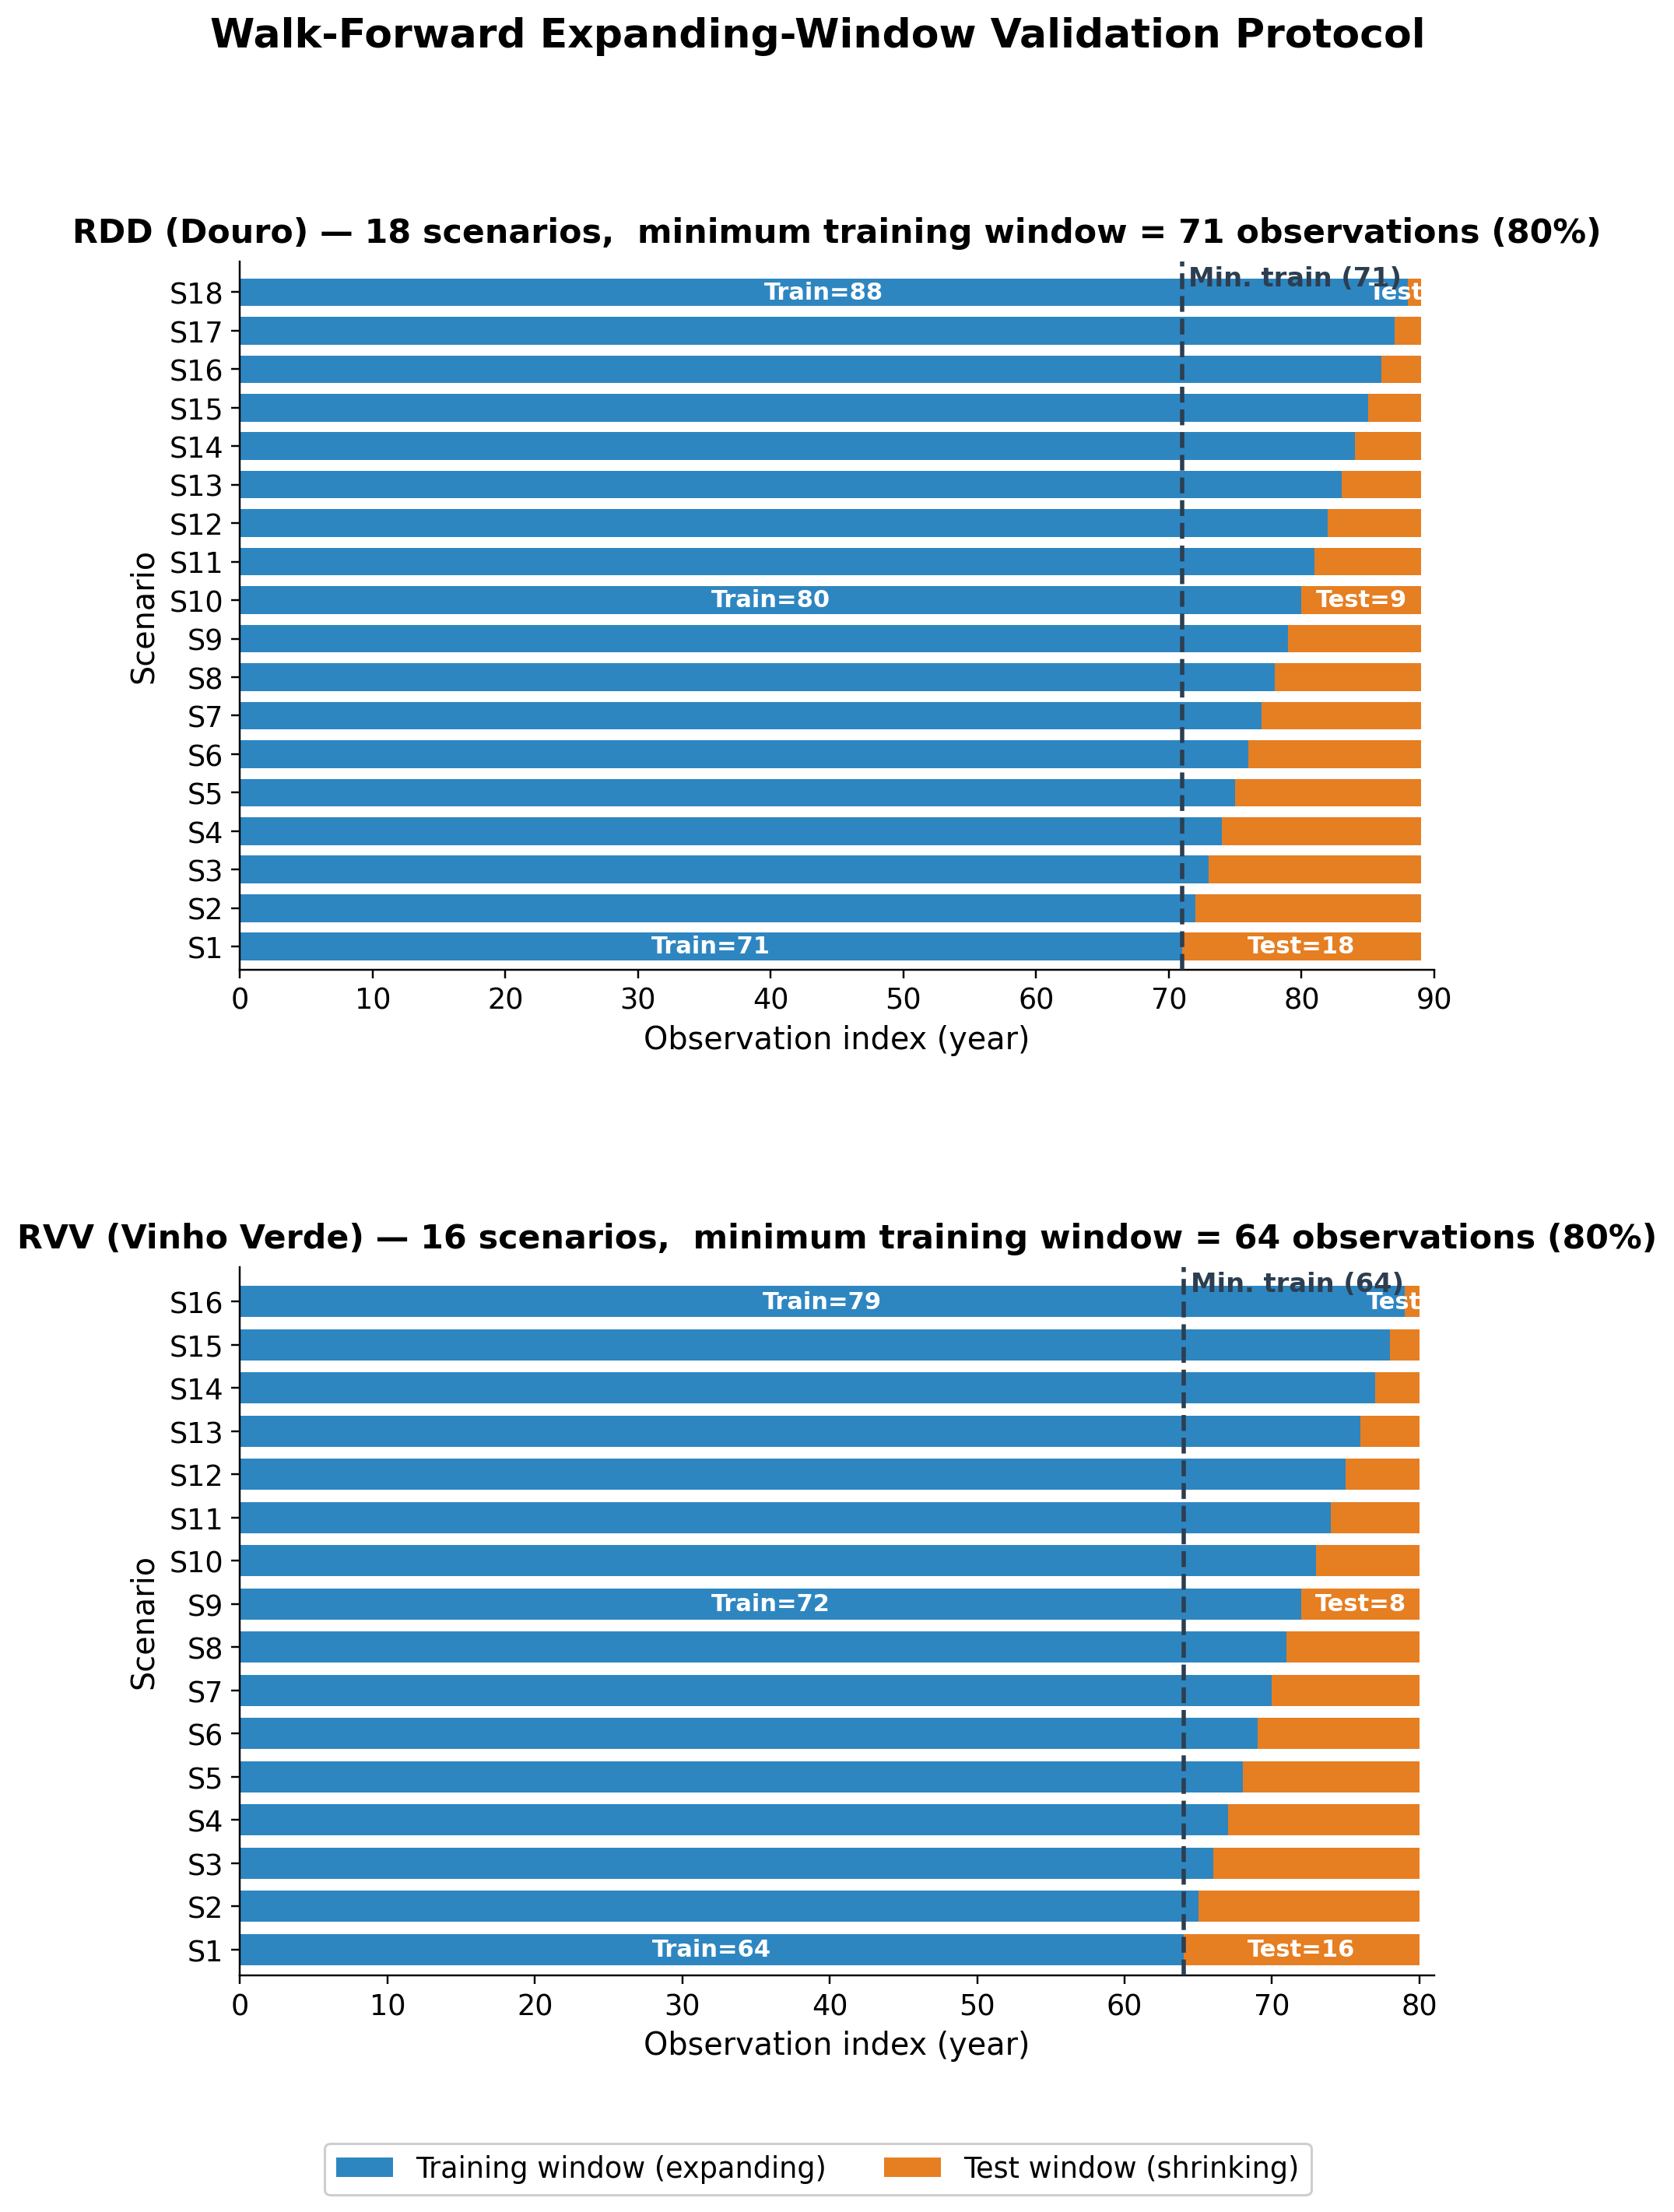 Walk-Forward Expanding-Window Validation Protocol
RDD (Douro) — 18 scenarios,  minimum training window = 71 observations (80%)
Min. train (71)
S18 Train=88 Test
S17
S16
S15
S14
S13
S12
S11
S10 Train=80 Test=9
S9
S8
S7
S6
S5
S4
S3
S2
S1 Train=71 Test=18
Scenario
0 10 20 30 40 50 60 70 80 90
Observation index (year)
RVV (Vinho Verde) — 16 scenarios,  minimum training window = 64 observations (80%)
Min. train (64)
S16 Train=79 Test
S15
S14
S13
S12
S11
S10
S9 Train=72 Test=8
S8
S7
S6
S5
S4
S3
S2
S1 Train=64 Test=16
Scenario
0 10 20 30 40 50 60 70 80
Observation index (year)
Training window (expanding) Test window (shrinking)